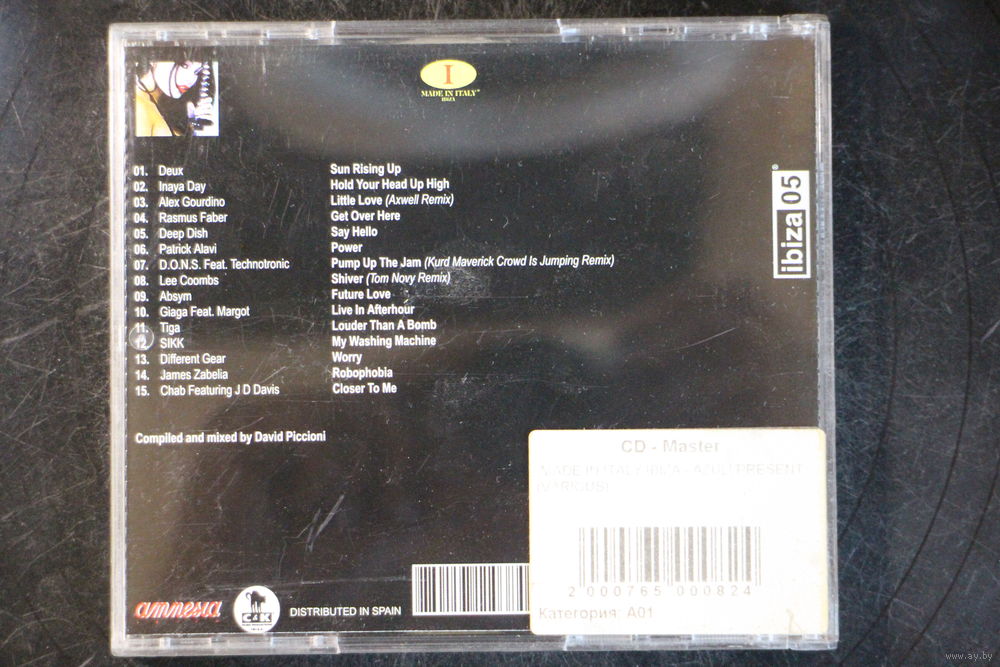 I
MADE IN ITALY™
IBIZA
01. Deux Sun Rising Up
02. Inaya Day Hold Your Head Up High
03. Alex Gourdino Little Love (Axwell Remix)
04. Rasmus Faber Get Over Here
05. Deep Dish Say Hello
06. Patrick Alavi Power
07. D.O.N.S. Feat. Technotronic Pump Up The Jam (Kurd Maverick Crowd Is Jumping Remix)
08. Lee Coombs Shiver (Tom Novy Remix)
09. Absym Future Love
10. Giaga Feat. Margot Live In Afterhour
11. Tiga Louder Than A Bomb
12. SIKK My Washing Machine
13. Different Gear Worry
14. James Zabelia Robophobia
15. Chab Featuring J D Davis Closer To Me
ibiza 05®
Compiled and mixed by David Piccioni
CD - Master
MADE IN ITALY IBIZA - AZULI PRESENT
(VARIOUS)
2 000765 000824
Категория: A01
amnesia
C&K
DISTRIBUTED IN SPAIN
www.ay.by